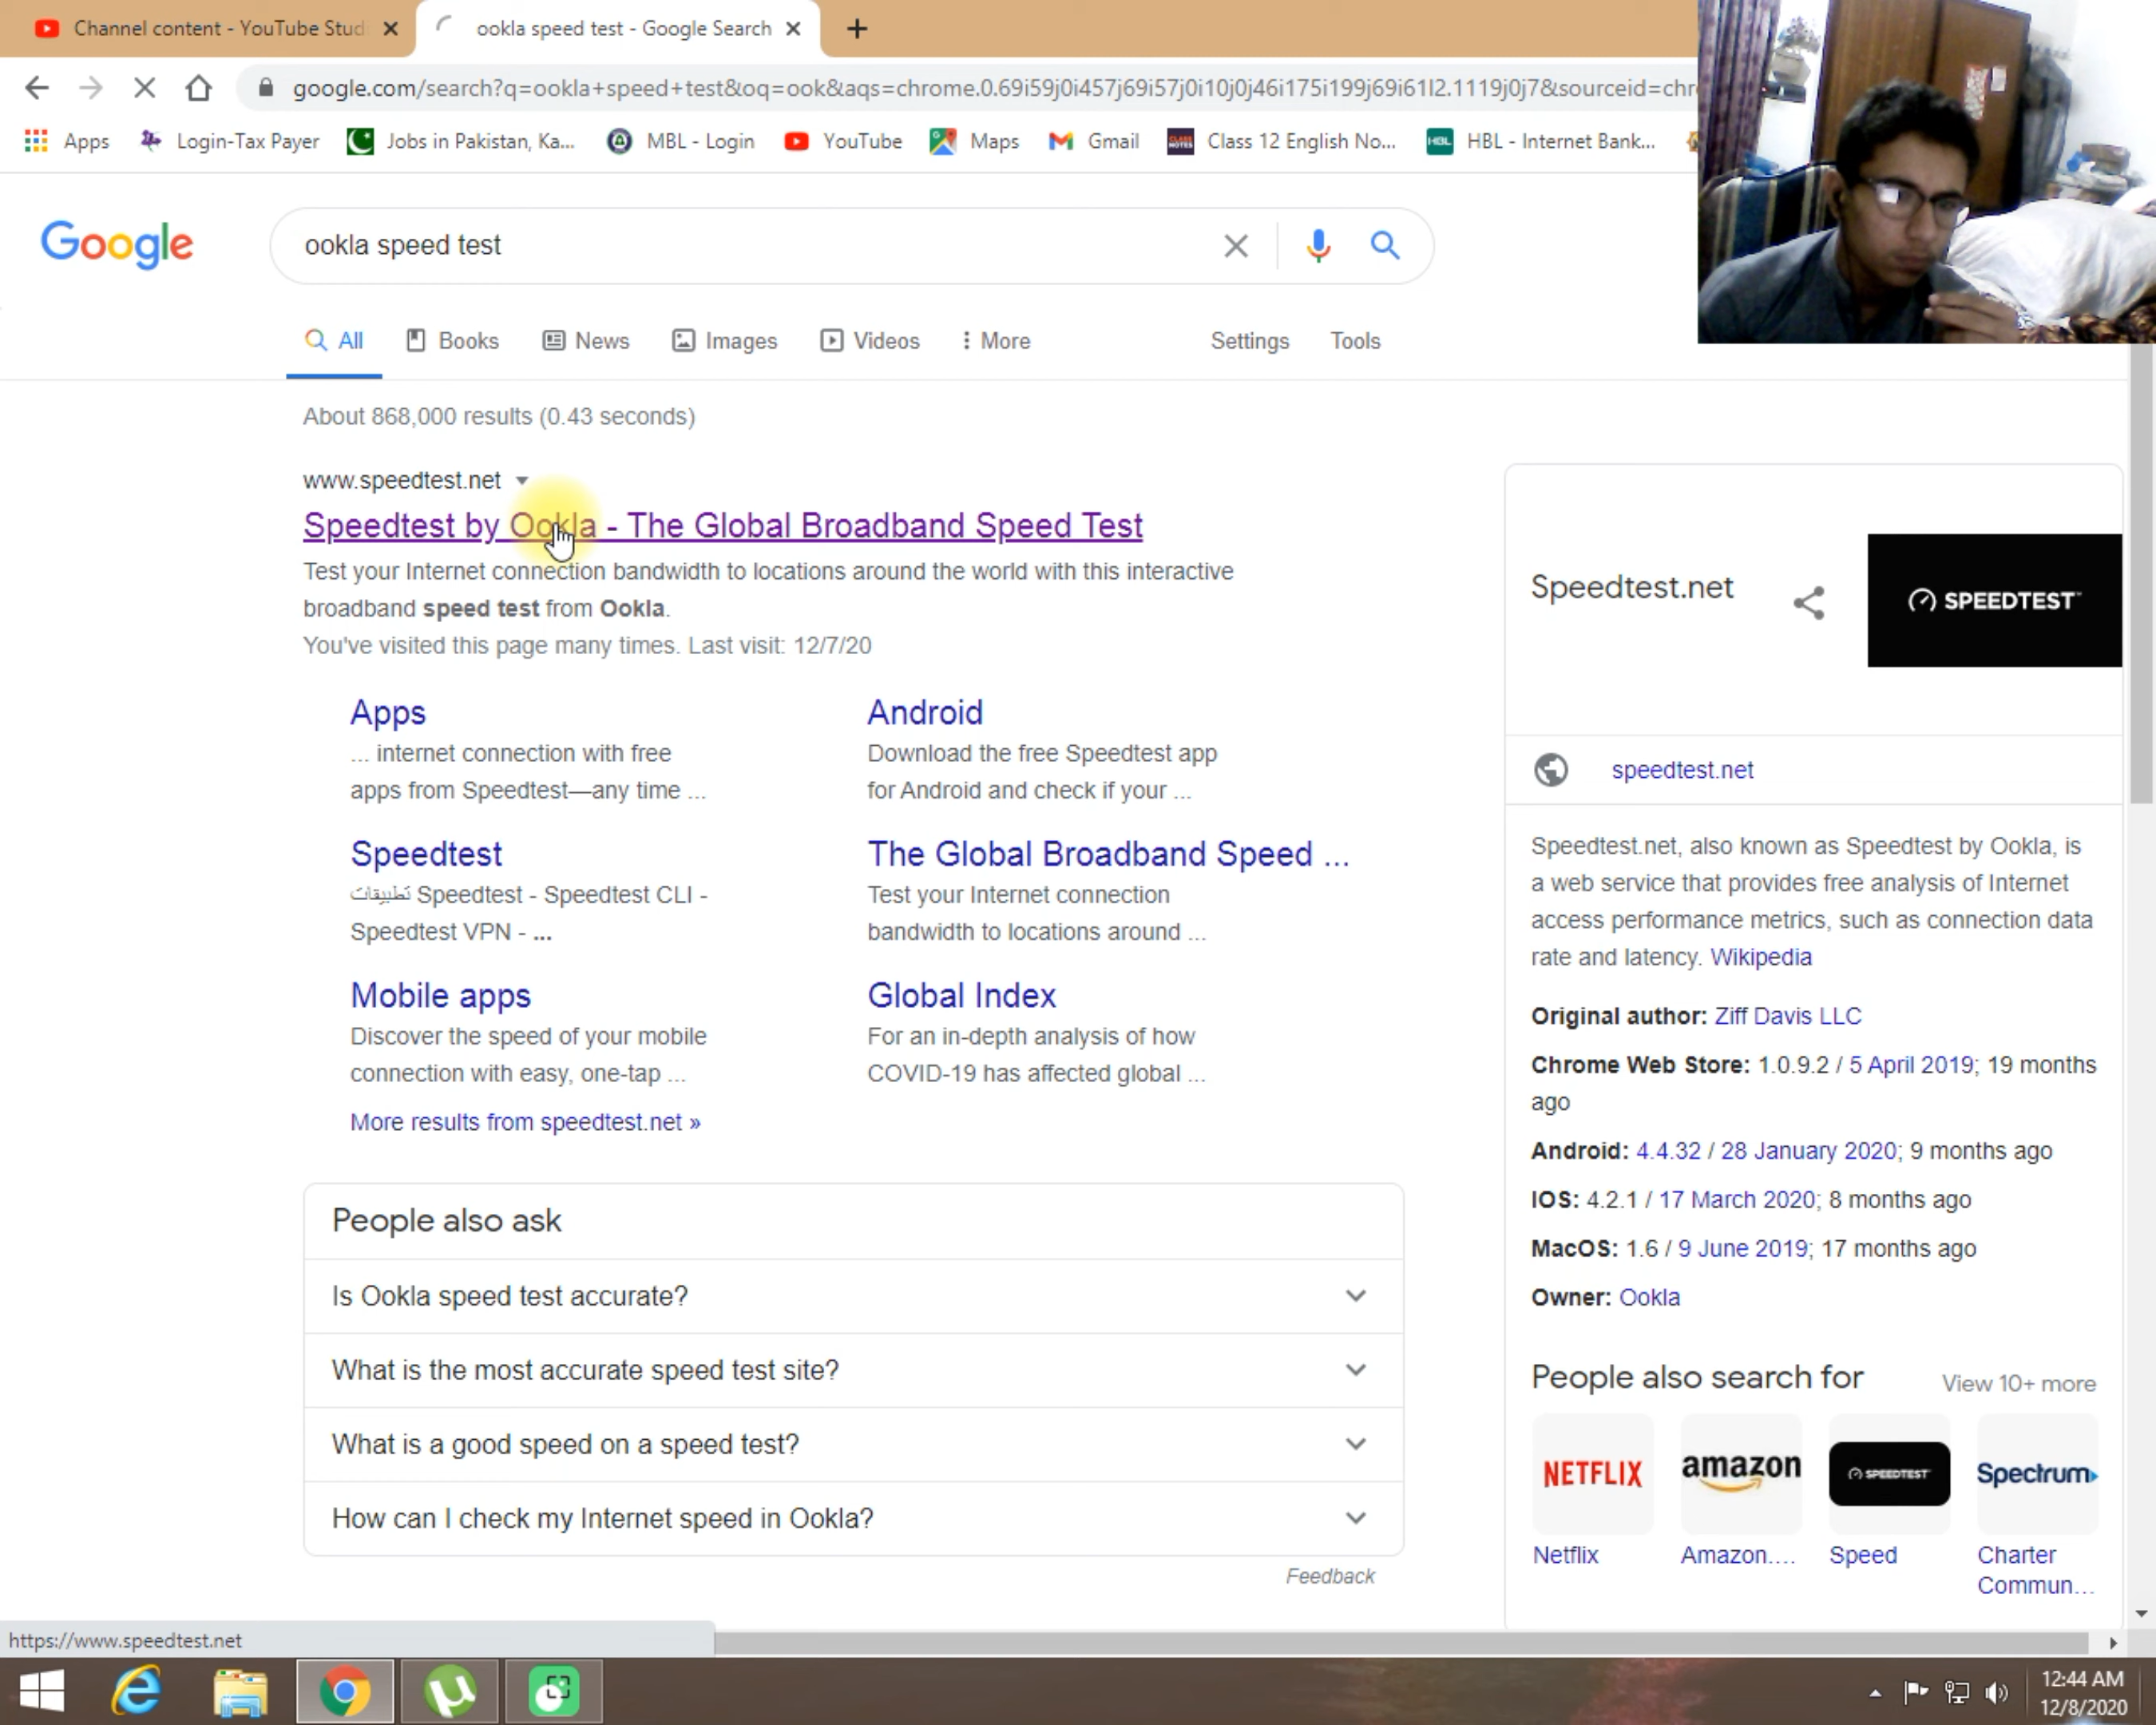 Channel content - YouTube Stud
ookla speed test - Google Search
google.com/search?q=ookla+speed+test&oq=ook&aqs=chrome.0.69i59j0i457j69i57j0i10j0j46i175i199j69i61l2.1119j0j7&sourceid=chr
Apps
Login-Tax Payer
Jobs in Pakistan, Ka...
MBL - Login
YouTube
Maps
Gmail
Class 12 English No...
HBL - Internet Bank...
Google
ookla speed test
All
Books
News
Images
Videos
More
Settings
Tools
About 868,000 results (0.43 seconds)
www.speedtest.net
Speedtest by Ookla - The Global Broadband Speed Test
Test your Internet connection bandwidth to locations around the world with this interactive
broadband speed test from Ookla.
You've visited this page many times. Last visit: 12/7/20
Apps
... internet connection with free
apps from Speedtest—any time ...
Android
Download the free Speedtest app
for Android and check if your ...
Speedtest
تطبيقات Speedtest - Speedtest CLI -
Speedtest VPN - ...
The Global Broadband Speed ...
Test your Internet connection
bandwidth to locations around ...
Mobile apps
Discover the speed of your mobile
connection with easy, one-tap ...
Global Index
For an in-depth analysis of how
COVID-19 has affected global ...
More results from speedtest.net »
People also ask
Is Ookla speed test accurate?
What is the most accurate speed test site?
What is a good speed on a speed test?
How can I check my Internet speed in Ookla?
Feedback
Speedtest.net
SPEEDTEST
speedtest.net
Speedtest.net, also known as Speedtest by Ookla, is
a web service that provides free analysis of Internet
access performance metrics, such as connection data
rate and latency. Wikipedia
Original author: Ziff Davis LLC
Chrome Web Store: 1.0.9.2 / 5 April 2019; 19 months
ago
Android: 4.4.32 / 28 January 2020; 9 months ago
IOS: 4.2.1 / 17 March 2020; 8 months ago
MacOS: 1.6 / 9 June 2019; 17 months ago
Owner: Ookla
People also search for
View 10+ more
NETFLIX
amazon
SPEEDTEST
Spectrum
Netflix
Amazon....
Speed
Charter
Commun...
https://www.speedtest.net
12:44 AM
12/8/2020